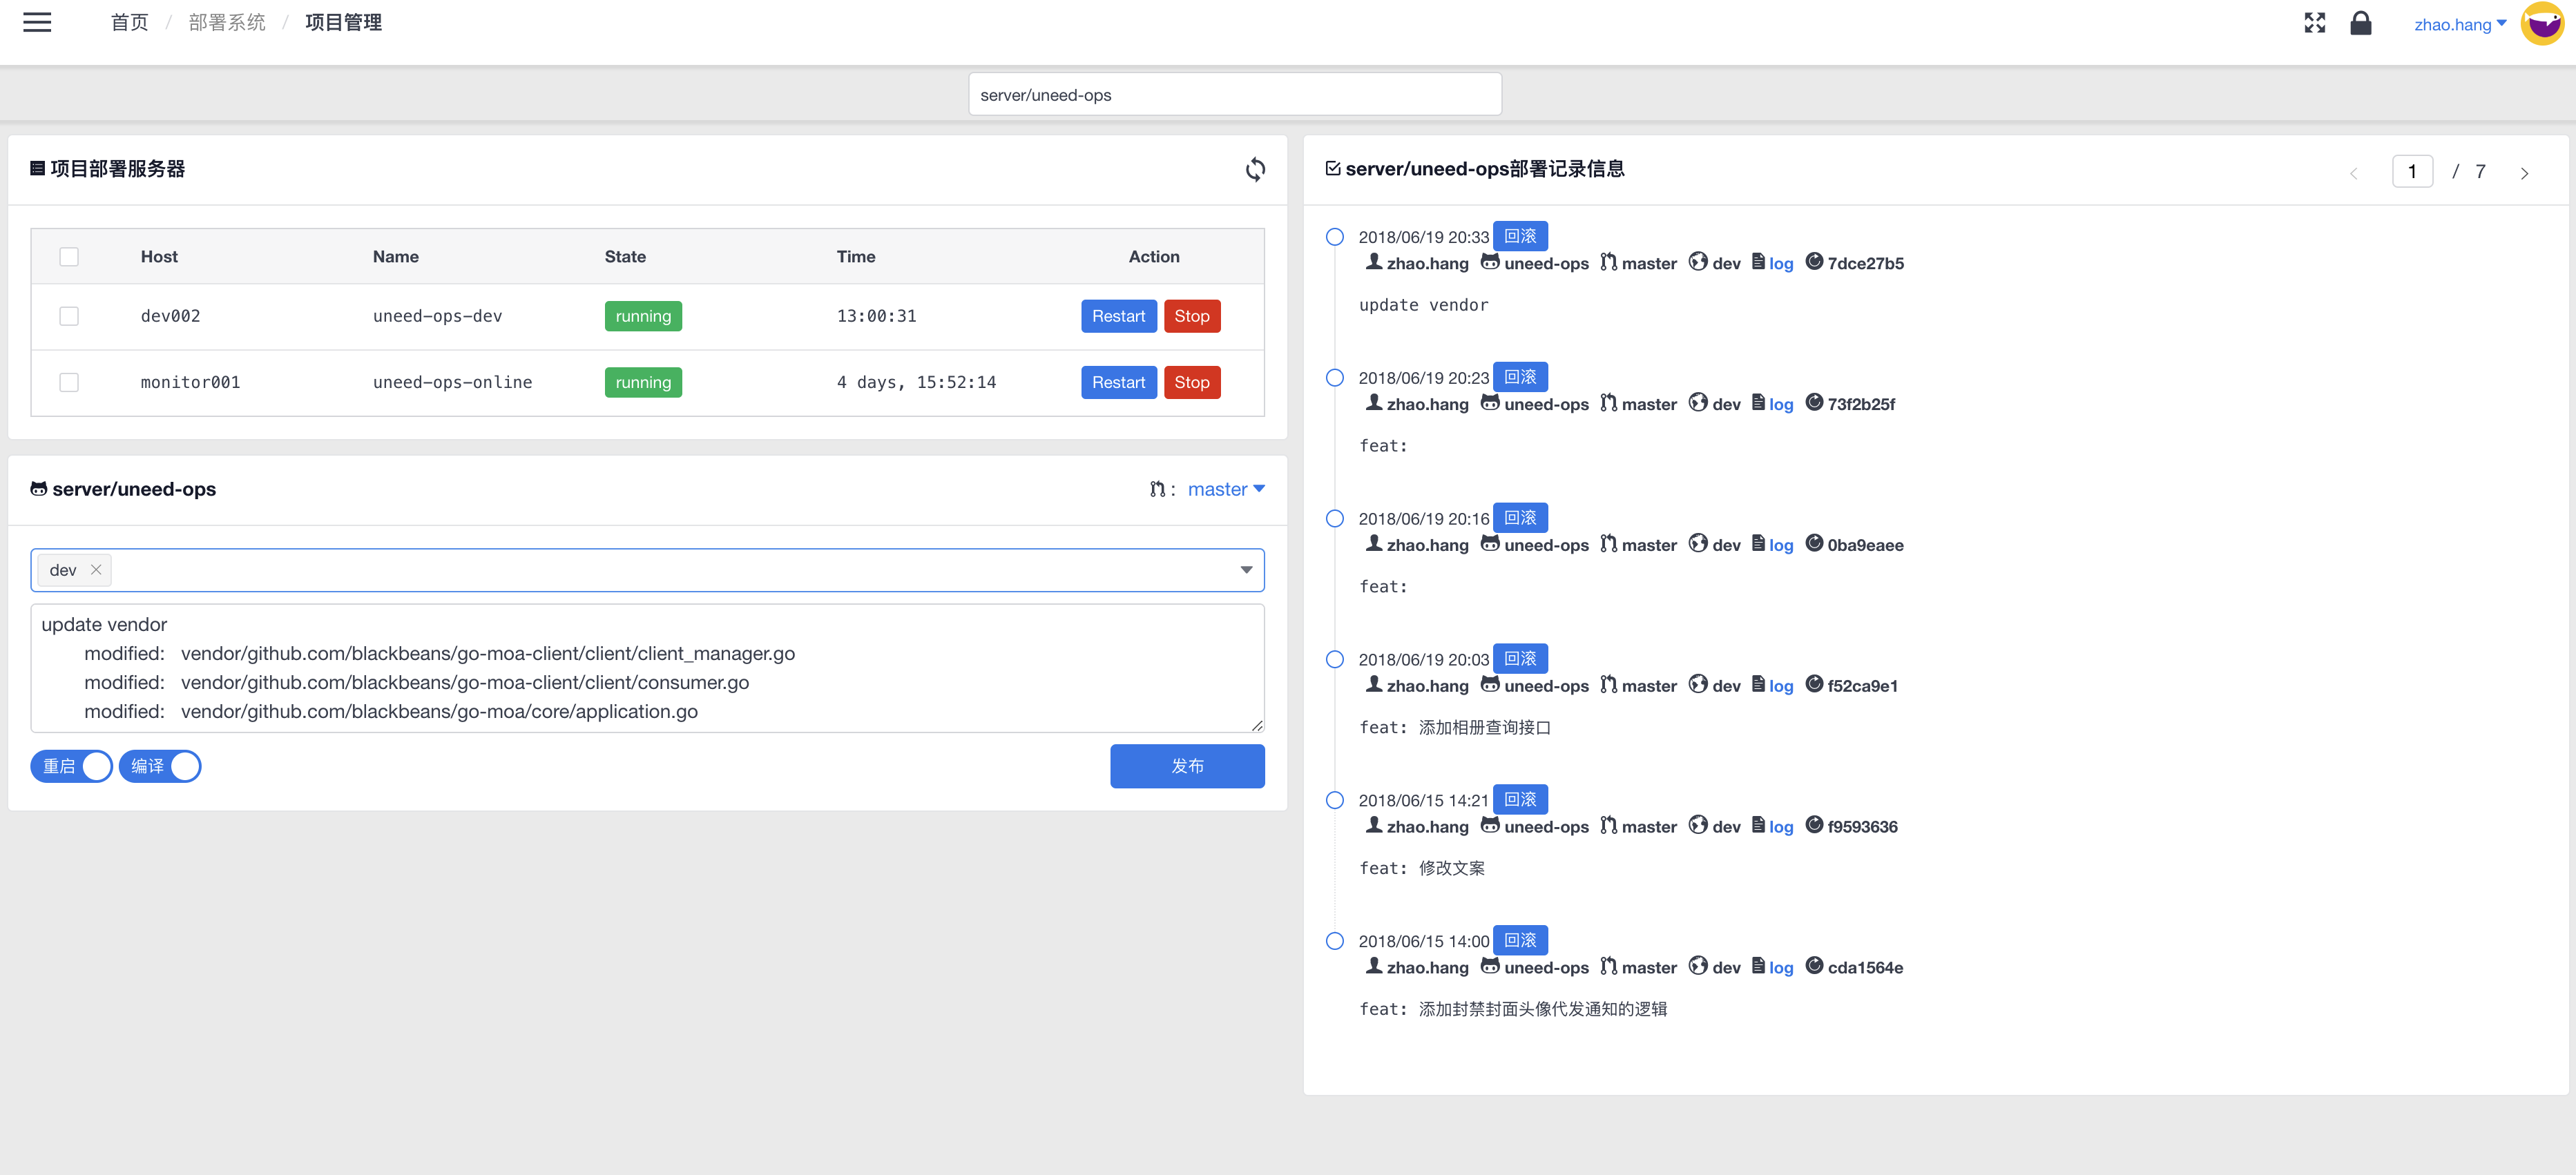 首页 / 部署系统 / 项目管理
zhao.hang
server/uneed-ops
项目部署服务器
Host Name State Time Action
dev002 uneed-ops-dev running 13:00:31 Restart Stop
monitor001 uneed-ops-online running 4 days, 15:52:14 Restart Stop
server/uneed-ops
: master
dev
update vendor
modified: vendor/github.com/blackbeans/go-moa-client/client/client_manager.go
modified: vendor/github.com/blackbeans/go-moa-client/client/consumer.go
modified: vendor/github.com/blackbeans/go-moa/core/application.go
重启 编译 发布
server/uneed-ops部署记录信息
1 / 7
2018/06/19 20:33 回滚
zhao.hang uneed-ops master dev log 7dce27b5
update vendor
2018/06/19 20:23 回滚
zhao.hang uneed-ops master dev log 73f2b25f
feat:
2018/06/19 20:16 回滚
zhao.hang uneed-ops master dev log 0ba9eaee
feat:
2018/06/19 20:03 回滚
zhao.hang uneed-ops master dev log f52ca9e1
feat: 添加相册查询接口
2018/06/15 14:21 回滚
zhao.hang uneed-ops master dev log f9593636
feat: 修改文案
2018/06/15 14:00 回滚
zhao.hang uneed-ops master dev log cda1564e
feat: 添加封禁封面头像代发通知的逻辑